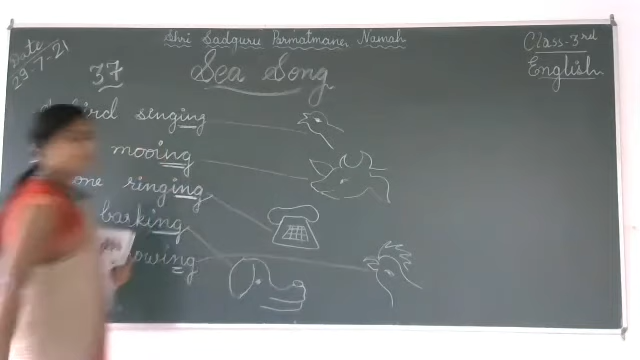 Shri Sadguru Parmatmane Namah
Date
29-7-21
Class-3rd
English
37
Sea Song
bird singing
mooing
one ringing
barking
owing